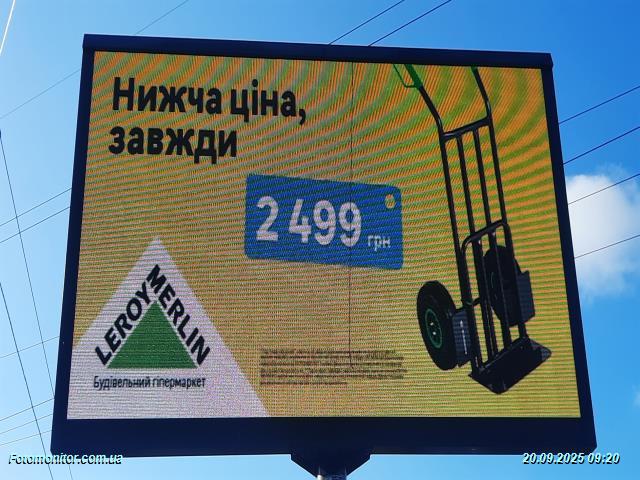 Нижча ціна,
завжди
2 499 грн
LEROY MERLIN
Будівельний гіпермаркет
Fotomonitor.com.ua
20.09.2025 09:20